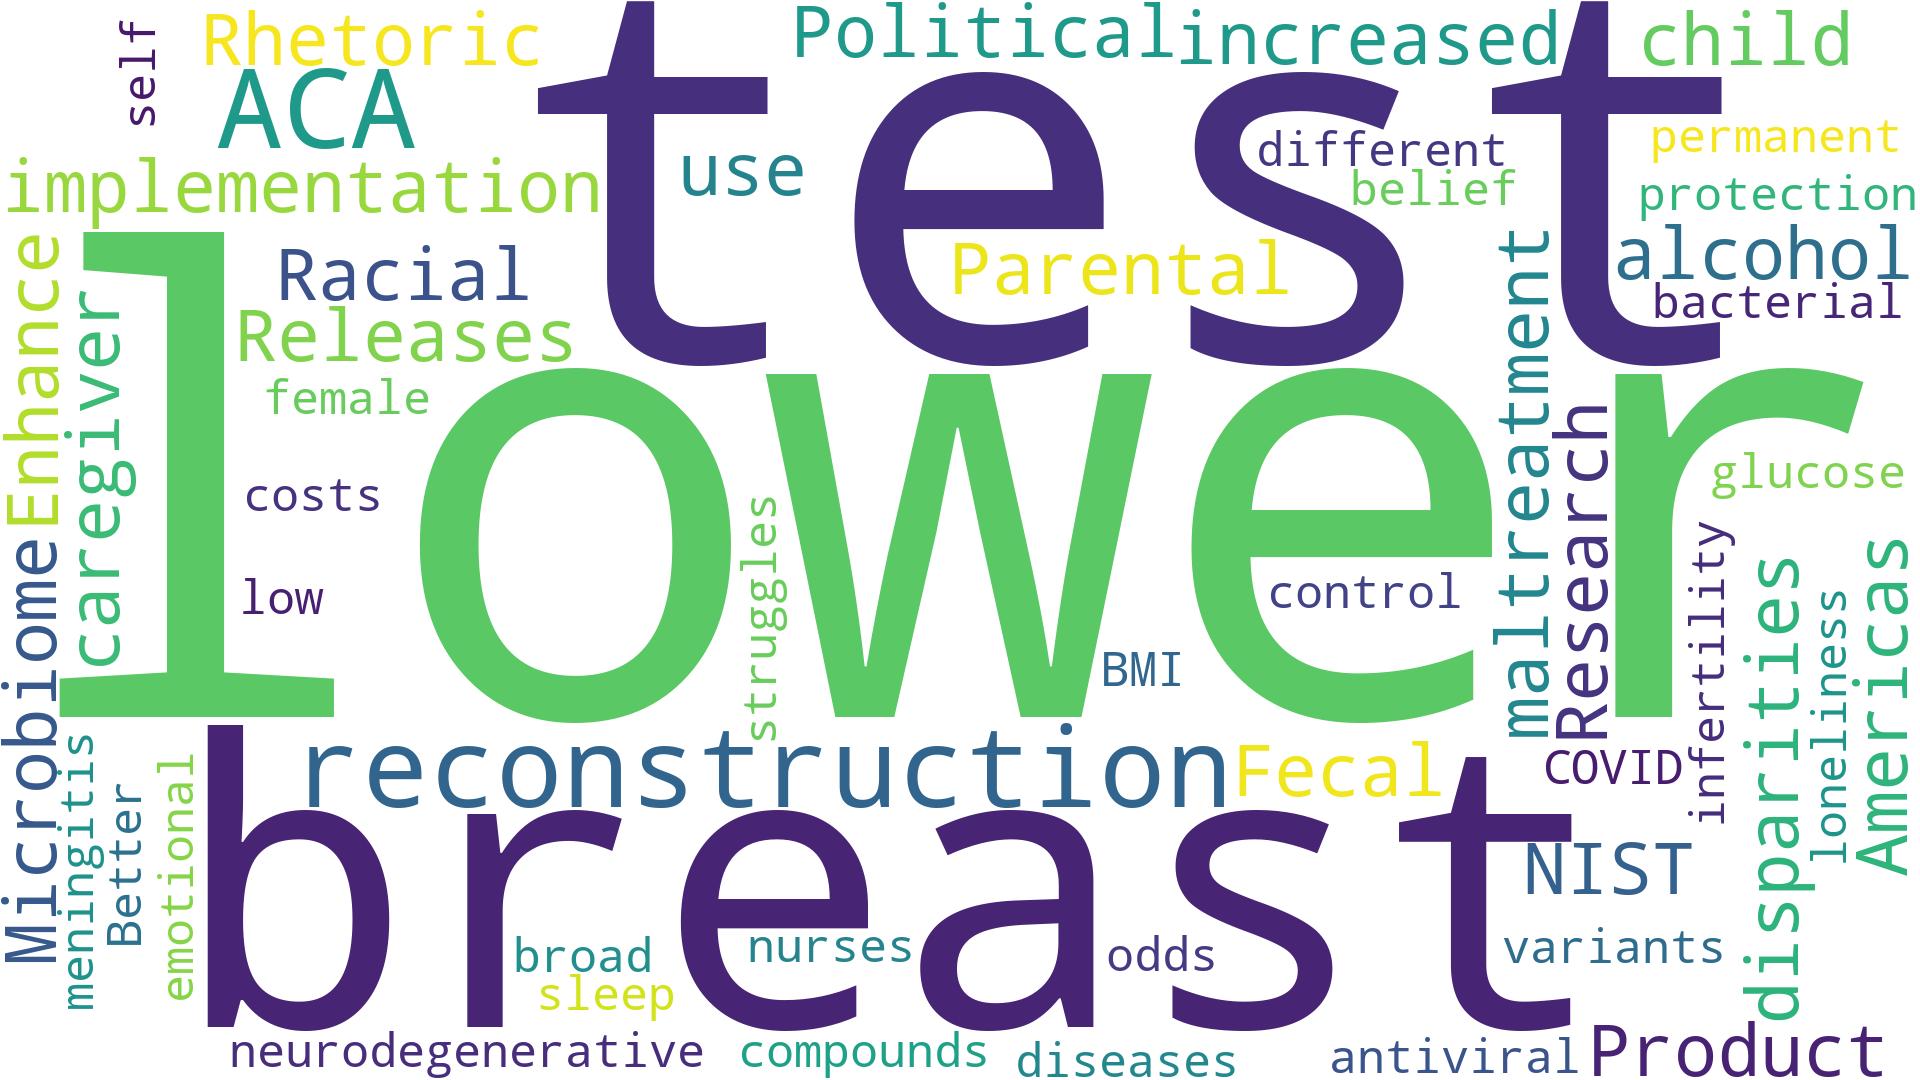 self
Rhetoric
ACA
implementation
test
use
Political
increased
child
different
belief
permanent
protection
alcohol
bacterial
Parental
Racial
Releases
female
costs
low
Enhance
caregiver
lower
struggles
BMI
control
maltreatment
Research
glucose
infertility
disparities
loneliness
Americas
Microbiome
meningitis
Better
emotional
reconstruction
Fecal
COVID
breast
NIST
variants
broad
sleep
nurses
odds
neurodegenerative
compounds
diseases
antiviral
Product